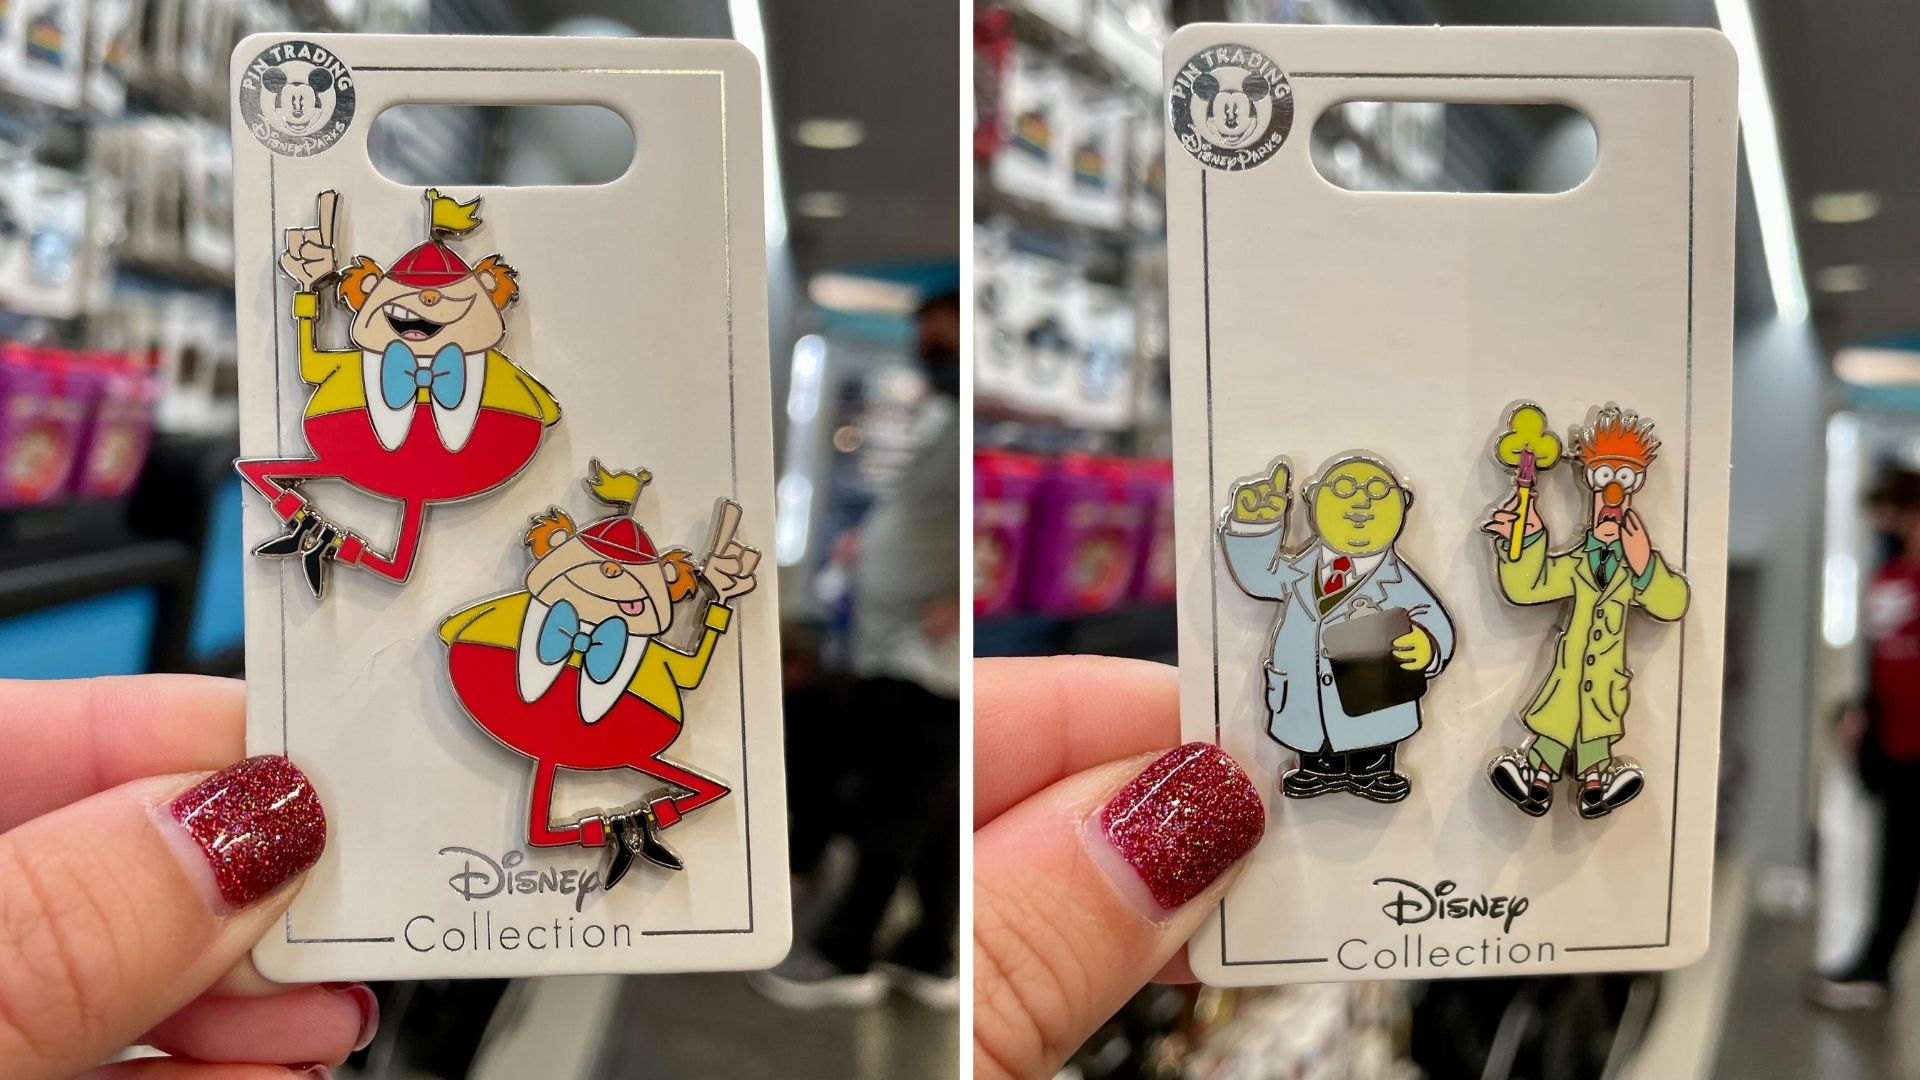 PIN TRADING
DISNEY PARKS
DISNEY
Collection
PIN TRADING
DISNEY PARKS
DISNEY
Collection